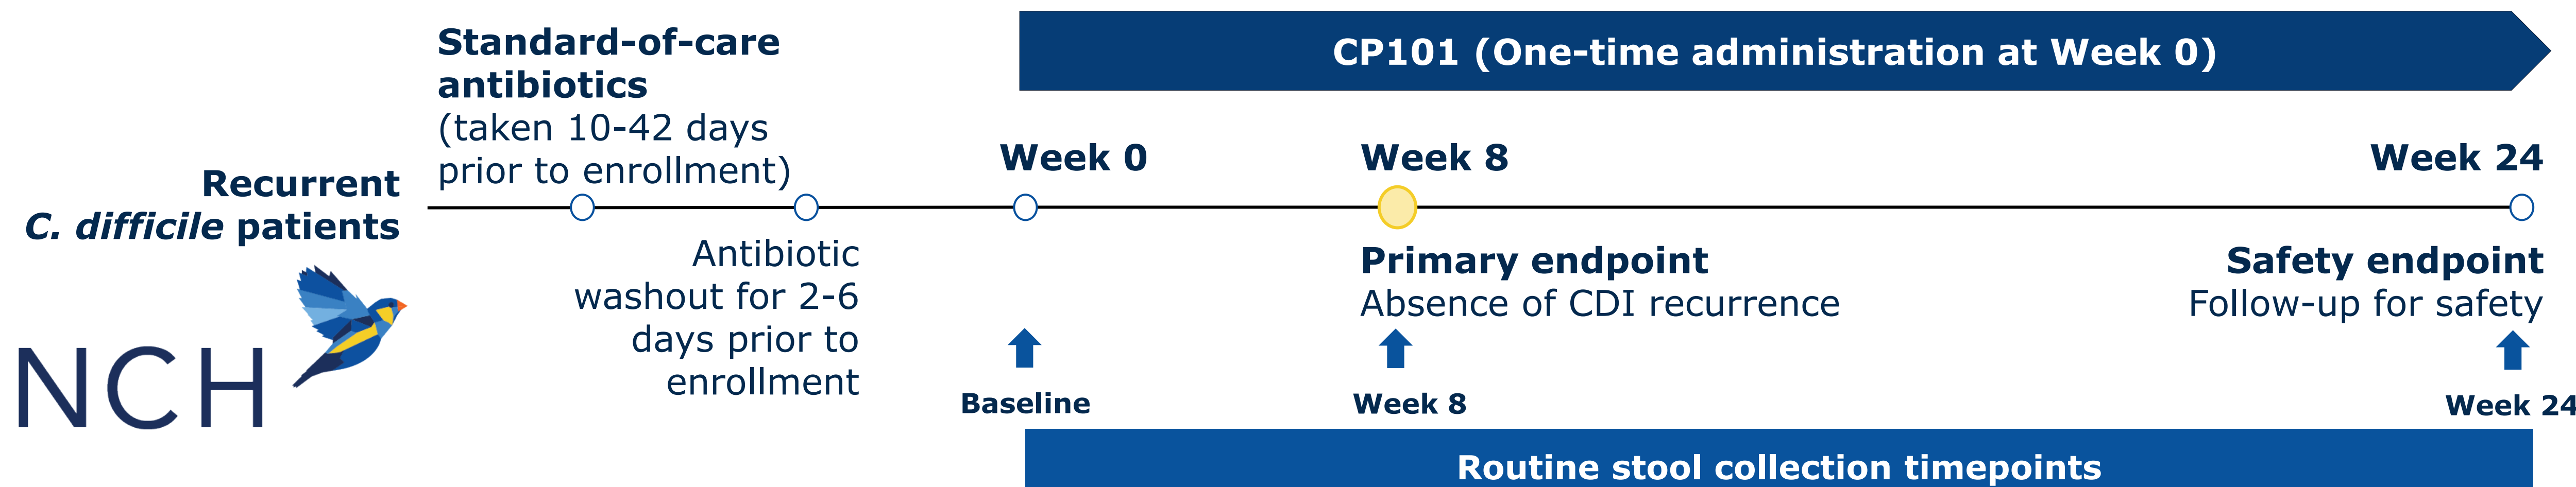 Standard-of-care
antibiotics
(taken 10-42 days
prior to enrollment)
CP101 (One-time administration at Week 0)
Recurrent
C. difficile patients
Week 0
Week 8
Week 24
Antibiotic
washout for 2-6
days prior to
enrollment
Primary endpoint
Absence of CDI recurrence
Safety endpoint
Follow-up for safety
NCH
Baseline
Week 8
Week 24
Routine stool collection timepoints